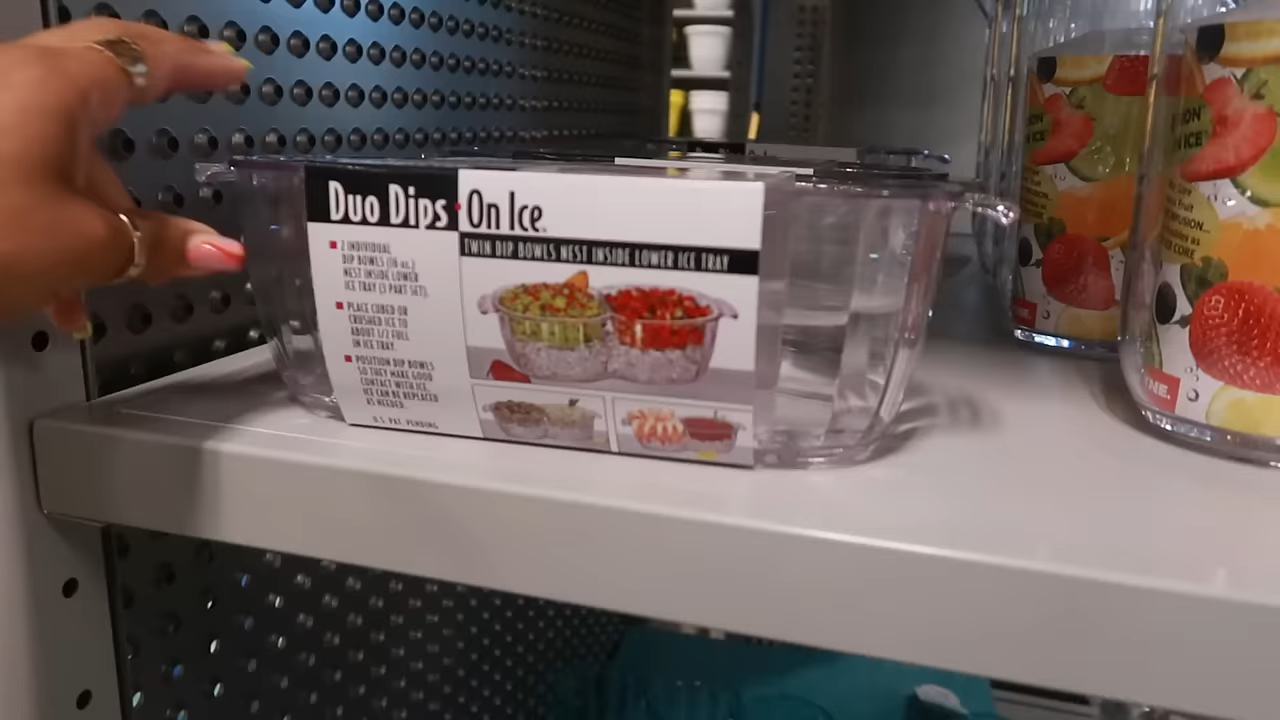 Duo Dips On Ice
TWIN DIP BOWLS NEST INSIDE LOWER ICE TRAY
2 INDIVIDUAL
DIP BOWLS (16 oz.)
NEST INSIDE LOWER
ICE TRAY (3 PART SET).
PLACE CUBED OR
CRUSHED ICE TO
ABOUT 1/2 FULL
IN ICE TRAY.
POSITION DIP BOWLS
SO THEY MAKE GOOD
CONTACT WITH ICE.
ICE CAN BE REPLACED
AS NEEDED.
U.S. PAT. PENDING
ION
ICE